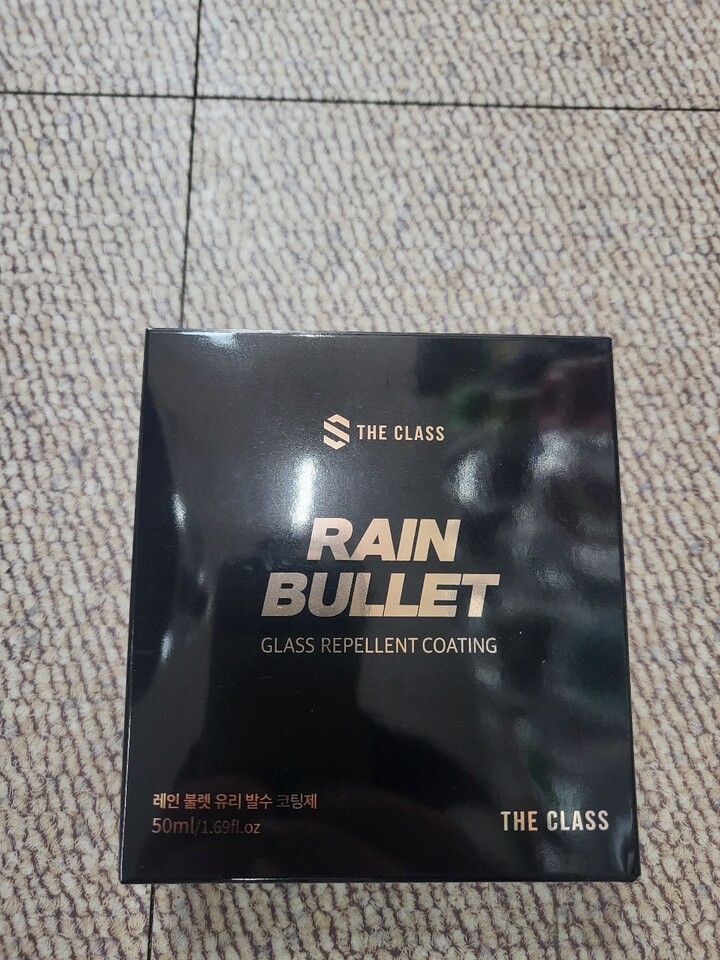 THE CLASS
RAIN
BULLET
GLASS REPELLENT COATING
레인 불렛 유리 발수 코팅제
50ml/1.69fl.oz
THE CLASS